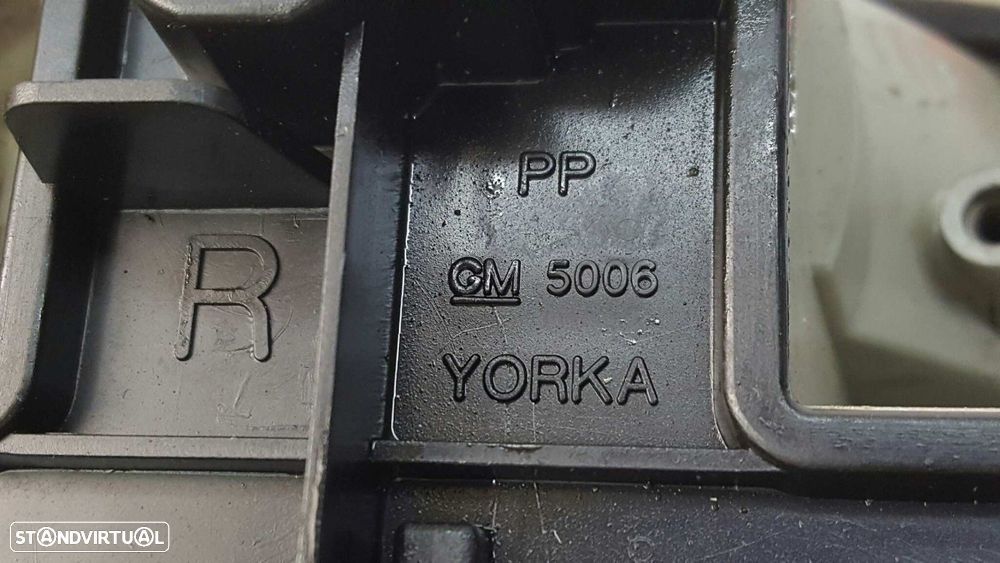 PP
R
GM 5006
YORKA
STANDVIRTUAL